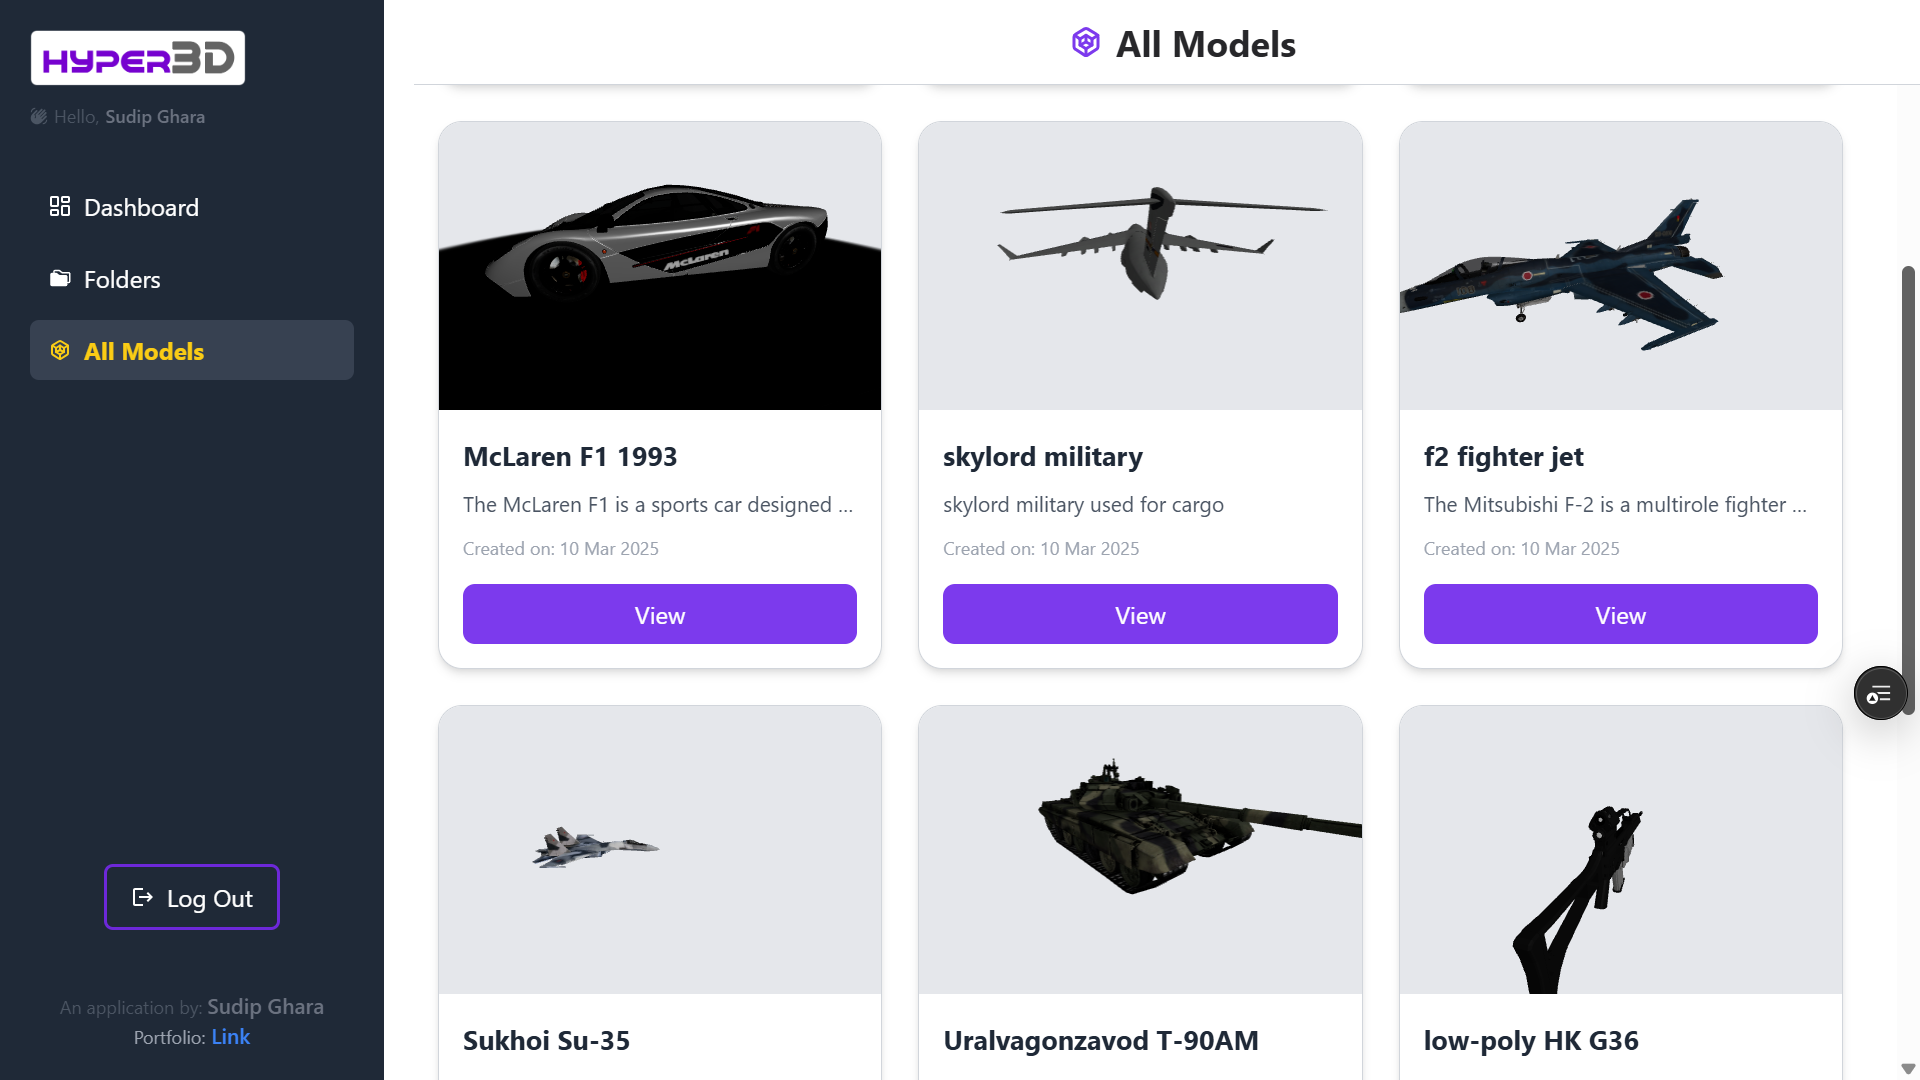 HYPER3D
Hello, Sudip Ghara
Dashboard
Folders
All Models
Log Out
An application by: Sudip Ghara
Portfolio: Link
All Models
McLaren
McLaren F1 1993
The McLaren F1 is a sports car designed ...
Created on: 10 Mar 2025
View
skylord military
skylord military used for cargo
Created on: 10 Mar 2025
View
f2 fighter jet
The Mitsubishi F-2 is a multirole fighter ...
Created on: 10 Mar 2025
View
Sukhoi Su-35
Uralvagonzavod T-90AM
low-poly HK G36